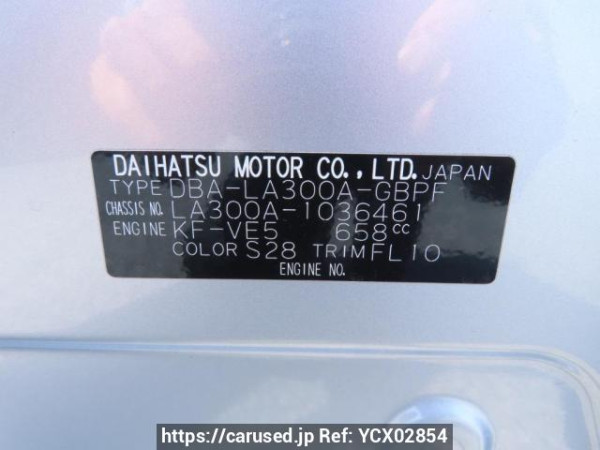 DAIHATSU MOTOR CO., LTD. JAPAN
TYPE DBA-LA300A-GBPF
CHASSIS NO. LA300A-1036461
ENGINE KF-VE5 658cc
COLOR S28 TRIM FL10
ENGINE NO.
https://carused.jp Ref: YCX02854